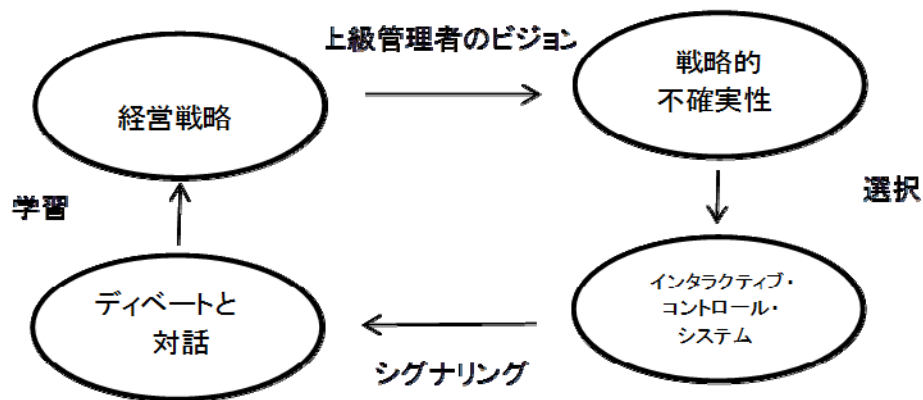 上級管理者のビジョン
経営戦略
戦略的
不確実性
学習
選択
ディベートと
対話
インタラクティブ・
コントロール・
システム
シグナリング